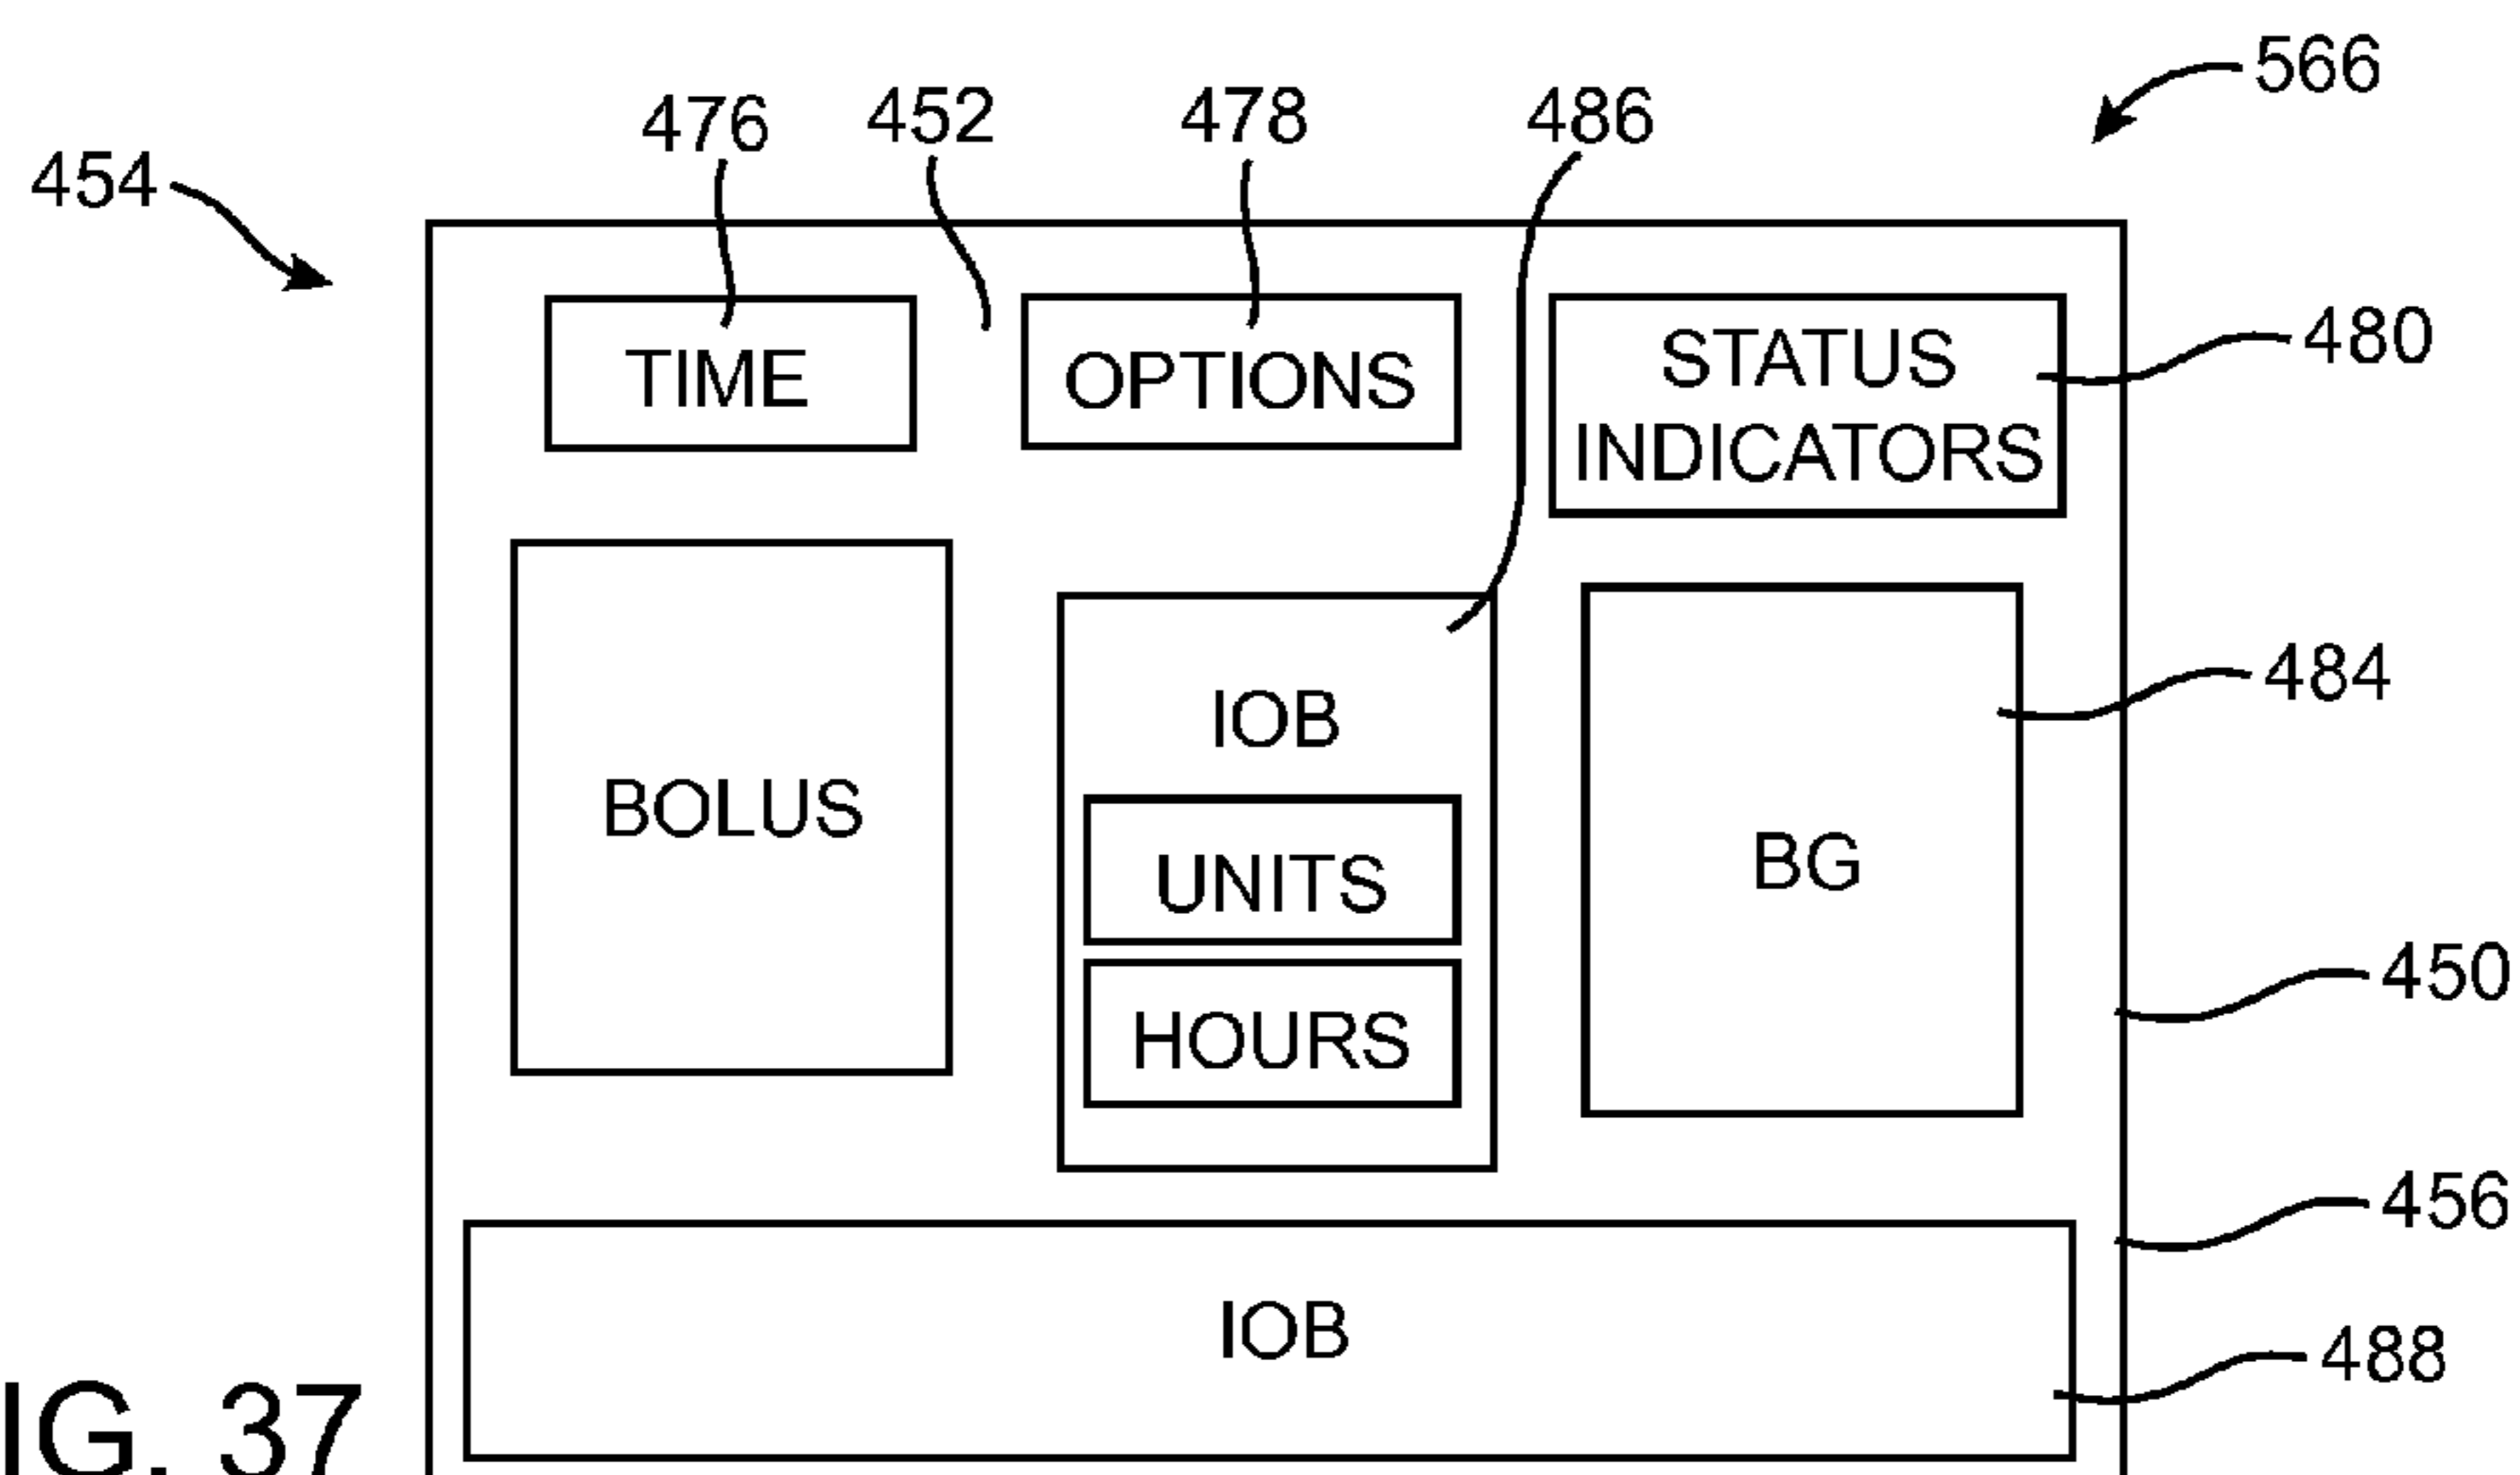 566
476 452 478 486
454
TIME OPTIONS STATUS
INDICATORS
480
BOLUS IOB BG
484
UNITS
HOURS
450
456
IOB
488
IG. 37